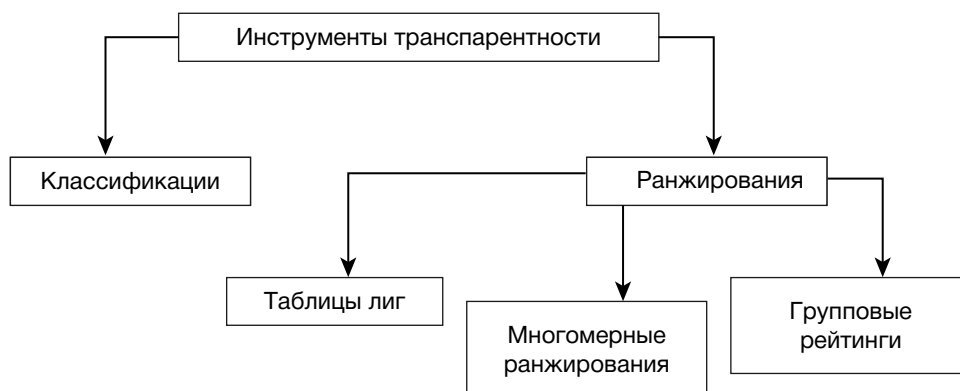 Инструменты транспарентности
Классификации
Ранжирования
Таблицы лиг
Многомерные
ранжирования
Групповые
рейтинги